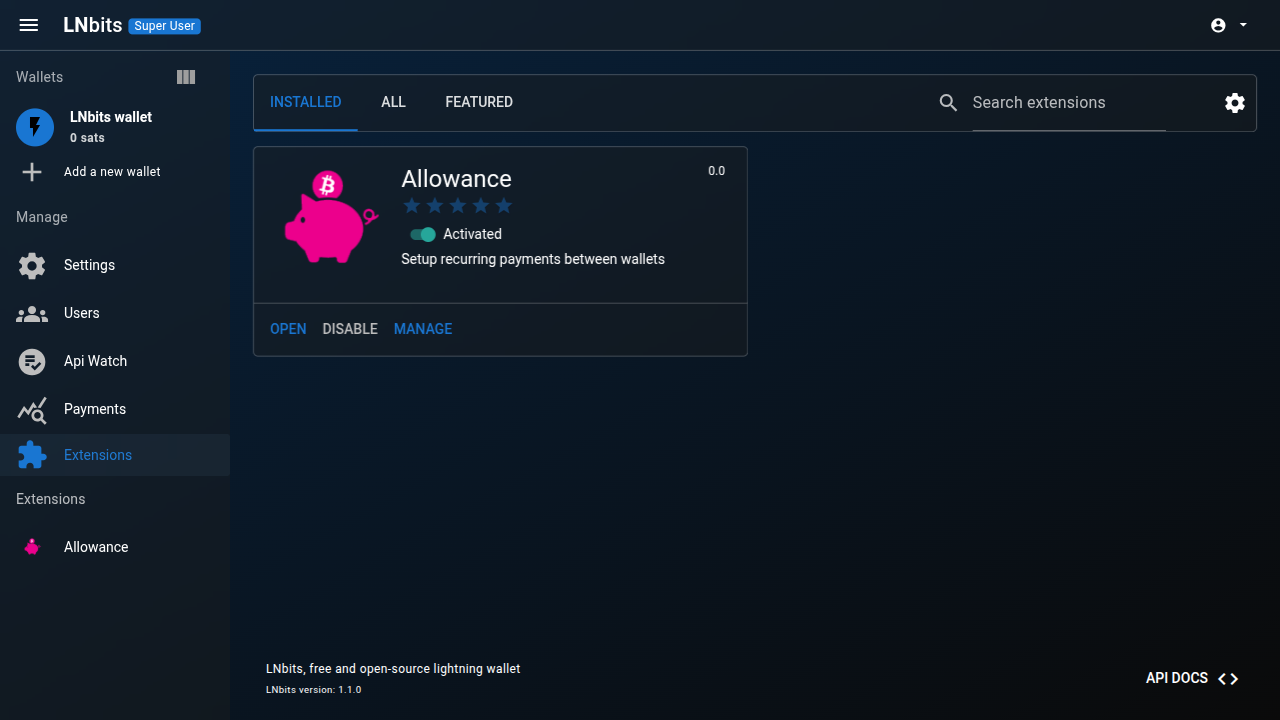 LNbits Super User
Wallets
LNbits wallet
0 sats
Add a new wallet
Manage
Settings
Users
Api Watch
Payments
Extensions
Extensions
Allowance
INSTALLED ALL FEATURED Search extensions
Allowance 0.0
Activated
Setup recurring payments between wallets
OPEN DISABLE MANAGE
LNbits, free and open-source lightning wallet
LNbits version: 1.1.0
API DOCS